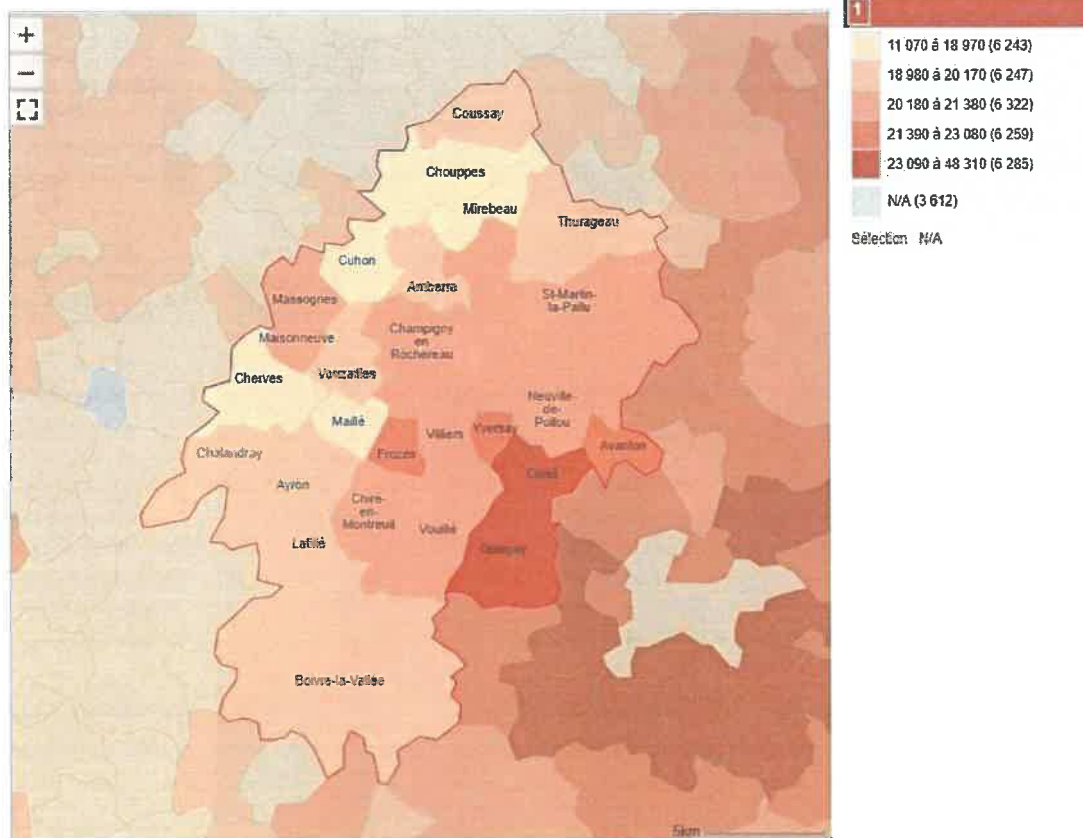 +
1
−
11 070 à 18 970 (6 243)
18 980 à 20 170 (6 247)
20 180 à 21 380 (6 322)
21 390 à 23 080 (6 259)
23 090 à 48 310 (6 285)
N/A (3 612)
Sélection N/A
Coussay
Chouppes
Mirebeau
Thurageau
Cuhon
Massognes
St-Martin-
la-Pallu
Champigny
en
Rochereau
Maisonneuve
Cherves
Vouzailles
Neuville-
de-
Poitou
Maillé
Villiers
Yversay
Avanton
Frozes
Chalandray
Ayron
Chiré-
en-
Montreuil
Vouillé
Latillé
Boivre-la-Vallée
5km